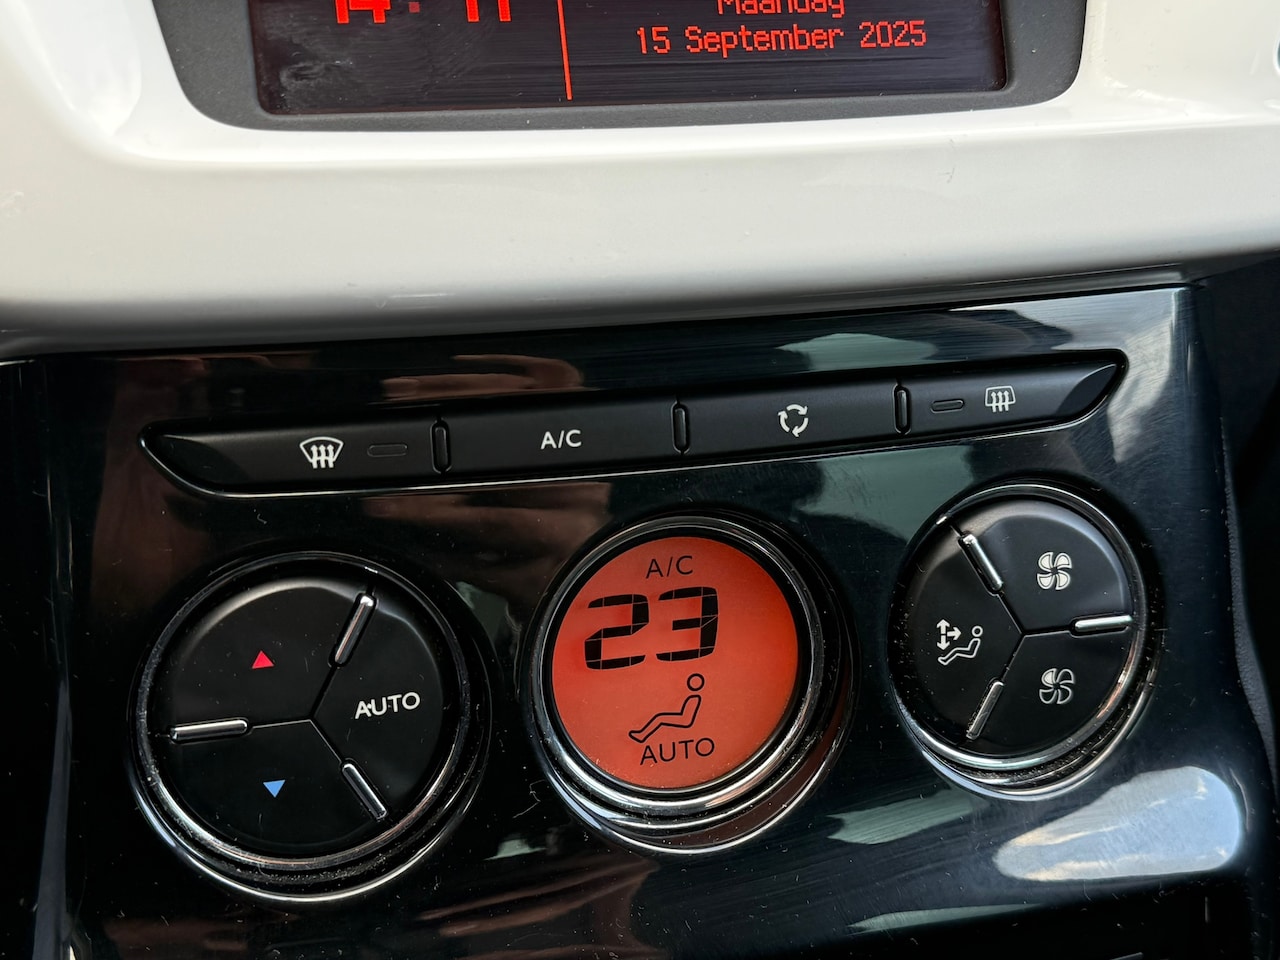 Maandag
15 September 2025
A/C
AUTO
A/C
23
AUTO